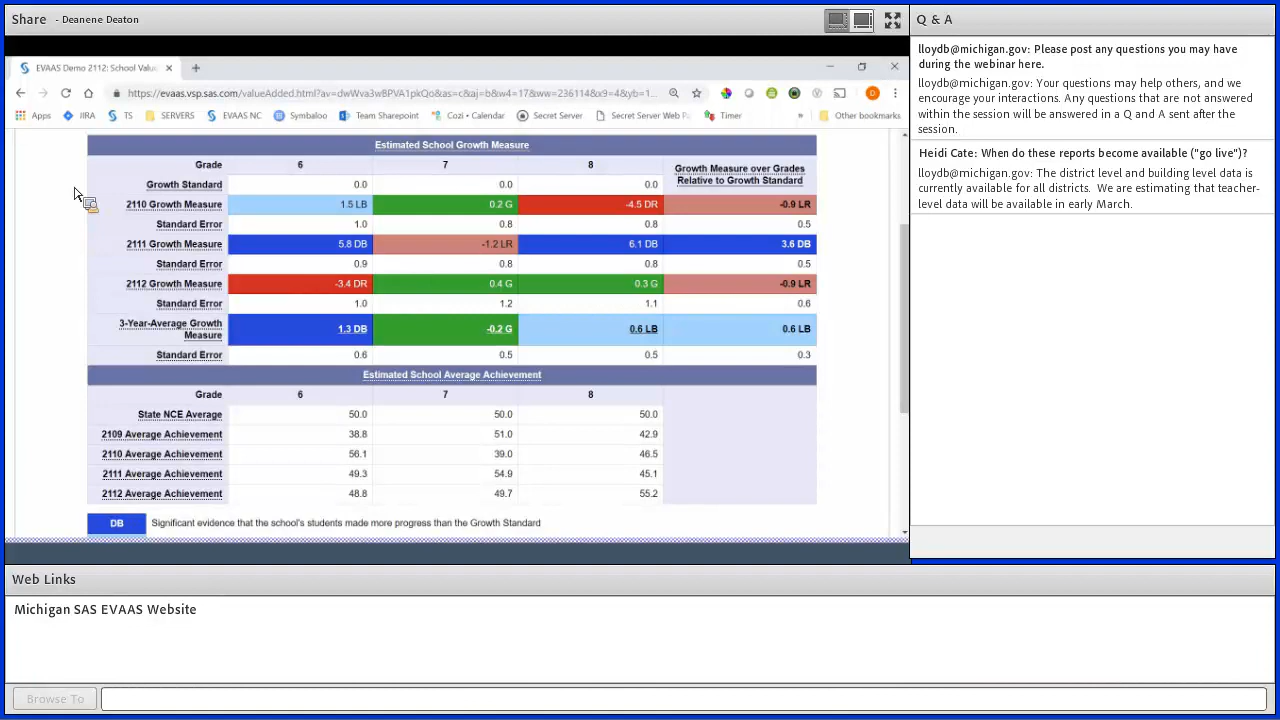 Share - Deanene Deaton
EVAAS Demo 2112: School Valu
https://evaas.vsp.sas.com/valueAdded.html?av=dwWva3w8PVA1pkQo&as=c&aj=b&w4=17&ww=236114&x9=4&yb=1...
Apps JIRA TS SERVERS EVAAS NC Symbaloo Team Sharepoint Cozi • Calendar Secret Server Secret Server Web Pa Timer » Other bookmarks
Estimated School Growth Measure
Grade 6 7 8 Growth Measure over Grades
Relative to Growth Standard
Growth Standard 0.0 0.0 0.0
2110 Growth Measure 1.5 LB 0.2 G -4.5 DR -0.9 LR
Standard Error 1.0 0.8 0.8 0.5
2111 Growth Measure 5.8 DB -1.2 LR 6.1 DB 3.6 DB
Standard Error 0.9 0.8 0.8 0.5
2112 Growth Measure -3.4 DR 0.4 G 0.3 G -0.9 LR
Standard Error 1.0 1.2 1.1 0.6
3-Year-Average Growth
Measure 1.3 DB -0.2 G 0.6 LB 0.6 LB
Standard Error 0.6 0.5 0.5 0.3
Estimated School Average Achievement
Grade 6 7 8
State NCE Average 50.0 50.0 50.0
2109 Average Achievement 38.8 51.0 42.9
2110 Average Achievement 56.1 39.0 46.5
2111 Average Achievement 49.3 54.9 45.1
2112 Average Achievement 48.8 49.7 55.2
DB Significant evidence that the school's students made more progress than the Growth Standard
Q & A
lloydb@michigan.gov: Please post any questions you may have
during the webinar here.
lloydb@michigan.gov: Your questions may help others, and we
encourage your interactions. Any questions that are not answered
within the session will be answered in a Q and A sent after the
session.
Heidi Cate: When do these reports become available ("go live")?
lloydb@michigan.gov: The district level and building level data is
currently available for all districts. We are estimating that teacher-
level data will be available in early March.
Web Links
Michigan SAS EVAAS Website
Browse To